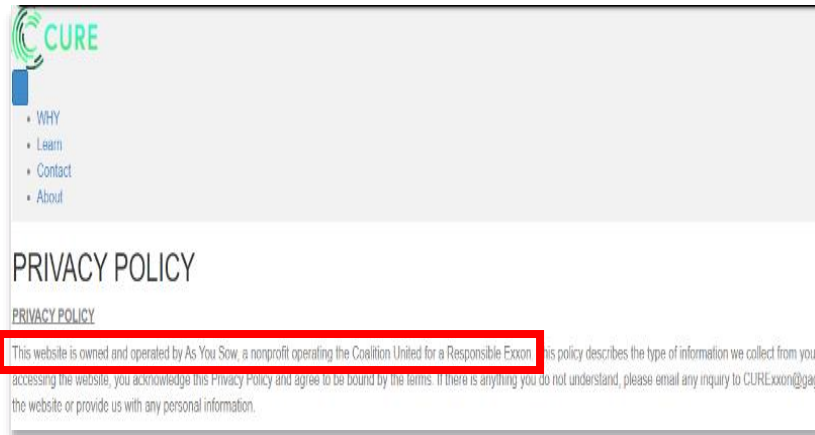 CURE
WHY
Learn
Contact
About
PRIVACY POLICY
PRIVACY POLICY
This website is owned and operated by As You Sow, a nonprofit operating the Coalition United for a Responsible Exxon. his policy describes the type of information we collect from you
accessing the website, you acknowledge this Privacy Policy and agree to be bound by the terms. If there is anything you do not understand, please email any inquiry to CURExxon@gag
the website or provide us with any personal information.